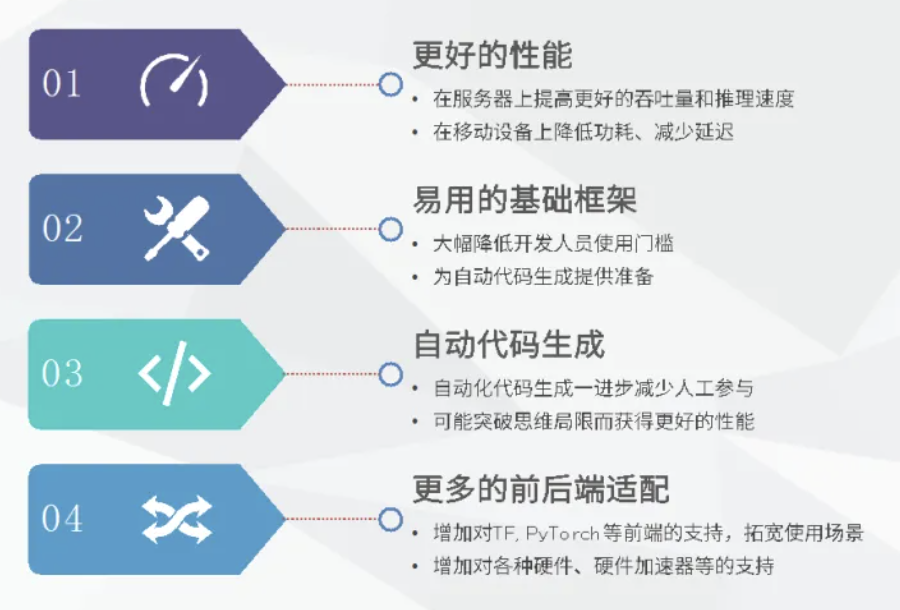 01
更好的性能
• 在服务器上提高更好的吞吐量和推理速度
• 在移动设备上降低功耗、减少延迟
02
易用的基础框架
• 大幅降低开发人员使用门槛
• 为自动代码生成提供准备
03
自动代码生成
• 自动化代码生成一进步减少人工参与
• 可能突破思维局限而获得更好的性能
04
更多的前后端适配
• 增加对TF, PyTorch等前端的支持，拓宽使用场景
• 增加对各种硬件、硬件加速器等的支持